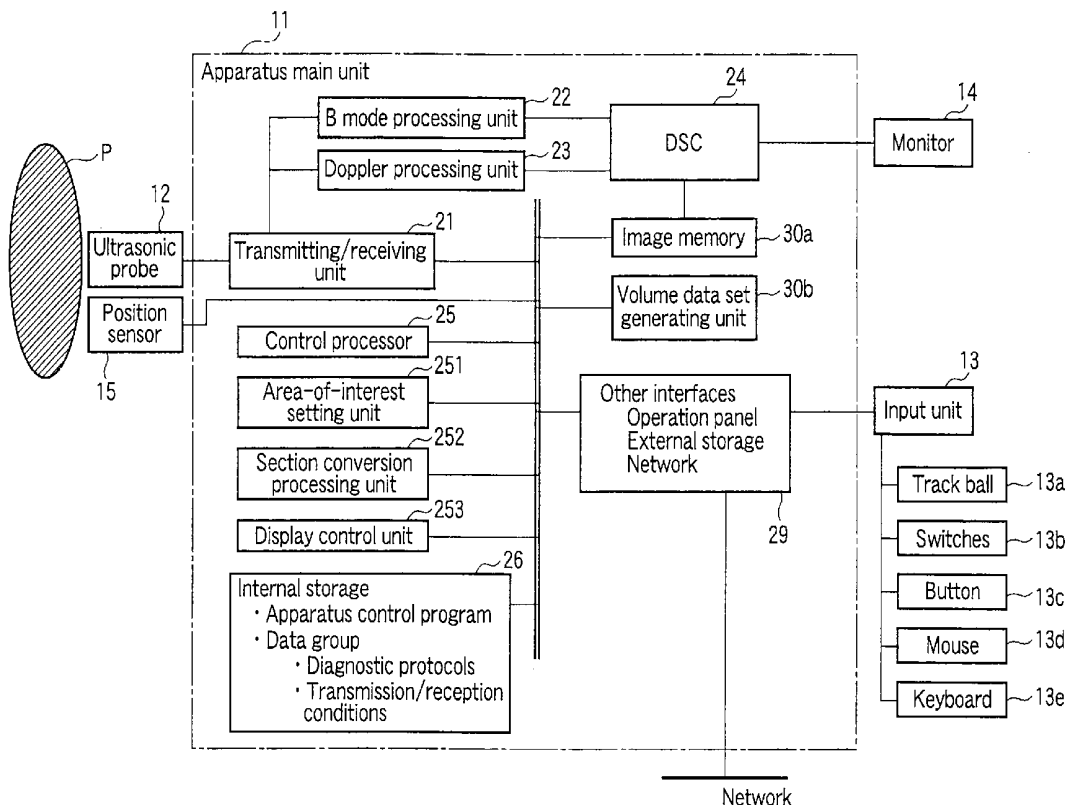 11
Apparatus main unit
22
B mode processing unit
23
Doppler processing unit
24
DSC
14
Monitor
P
12
Ultrasonic
probe
21
Transmitting/receiving
unit
Image memory
30a
Position
sensor
15
Volume data set
generating unit
30b
25
Control processor
251
Area-of-interest
setting unit
252
Section conversion
processing unit
253
Display control unit
26
Internal storage
・Apparatus control program
・Data group
・Diagnostic protocols
・Transmission/reception
conditions
Other interfaces
Operation panel
External storage
Network
29
13
Input unit
Track ball
13a
Switches
13b
Button
13c
Mouse
13d
Keyboard
13e
Network